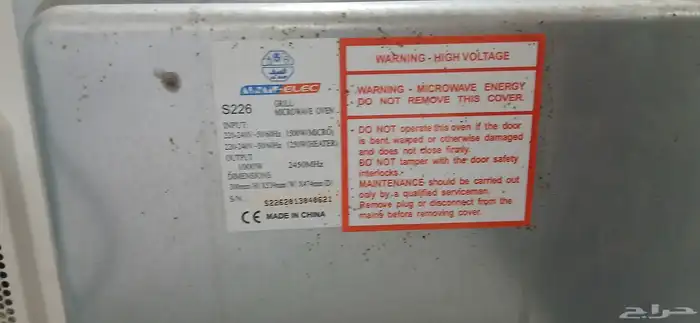 S226
GRILL
MICROWAVE OVEN
INPUT:
220-240V~50/60Hz 1500W(MICRO)
220-240V~50/60Hz 1250W(HEATER)
OUTPUT
1000W 2450MHz
DIMENSIONS
S/N.
S2262013040621
CE MADE IN CHINA
WARNING - HIGH VOLTAGE
WARNING - MICROWAVE ENERGY
DO NOT REMOVE THIS COVER.
- DO NOT operate this oven if the door
is bent, warped or otherwise damaged
and does not close firmly.
- DO NOT tamper with the door safety
interlocks.
- MAINTENANCE should be carried out
only by a qualified serviceman.
- Remove plug or disconnect from the
mains before removing cover.
حراج